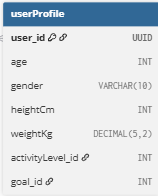 userProfile
user_id UUID
age INT
gender VARCHAR(10)
heightCm INT
weightKg DECIMAL(5,2)
activityLevel_id INT
goal_id INT